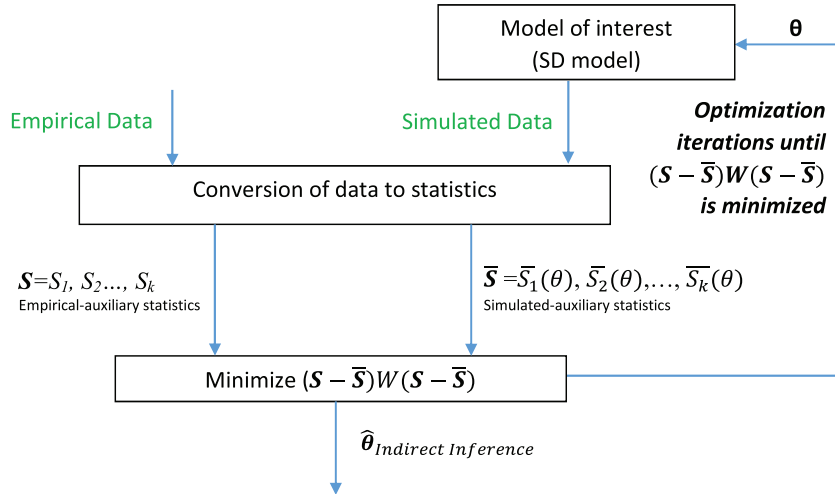 Model of interest
(SD model)
θ
Empirical Data
Simulated Data
Optimization
iterations until
(S − S̅)W(S − S̅)
is minimized
Conversion of data to statistics
S=S₁, S₂..., Sₖ
Empirical-auxiliary statistics
S̅ =S̅₁(θ), S̅₂(θ),…, S̅ₖ(θ)
Simulated-auxiliary statistics
Minimize (S − S̅)W(S − S̅)
θ̂ Indirect Inference